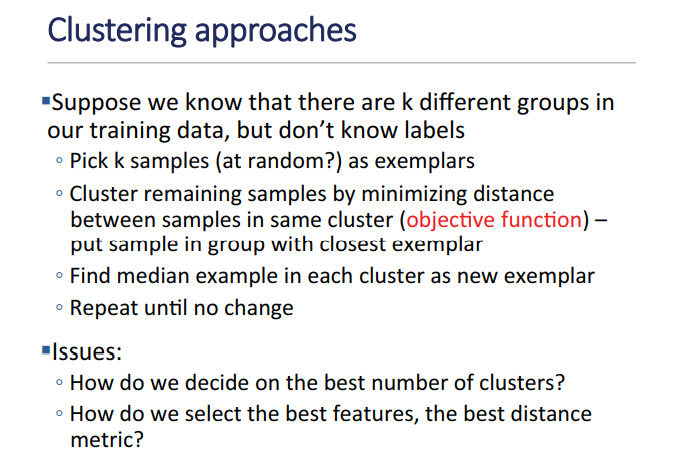 Clustering approaches
▪Suppose we know that there are k different groups in
our training data, but don’t know labels
◦ Pick k samples (at random?) as exemplars
◦ Cluster remaining samples by minimizing distance
between samples in same cluster (objective function) –
put sample in group with closest exemplar
◦ Find median example in each cluster as new exemplar
◦ Repeat until no change
▪Issues:
◦ How do we decide on the best number of clusters?
◦ How do we select the best features, the best distance
metric?